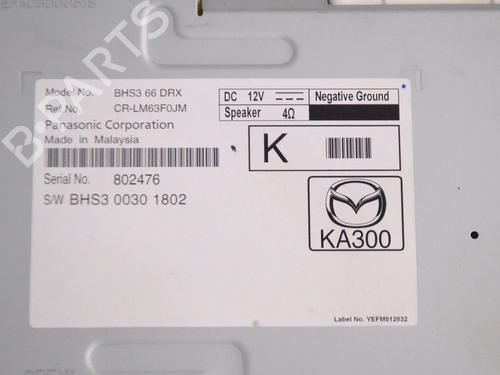 Model No. BHS3 66 DRX
Ref.No. CR-LM63F0JM
Panasonic Corporation
Made in Malaysia
Serial No. 802476
S/W BHS3 0030 1802
DC 12V Negative Ground
Speaker 4Ω
K
KA300
Label No. YEFM012032
B-PARTS